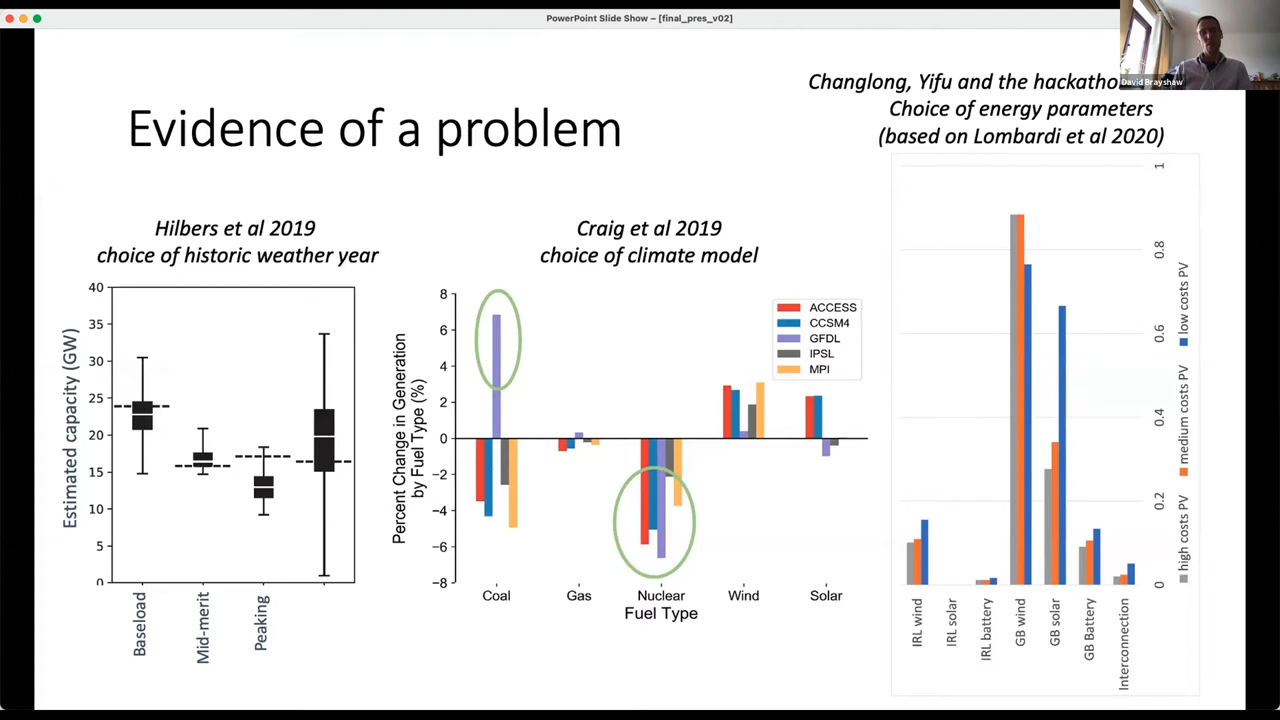 PowerPoint Slide Show – [final_pres_v02]
David Brayshaw
Evidence of a problem
Changlong, Yifu and the hackatho
Choice of energy parameters
(based on Lombardi et al 2020)
Hilbers et al 2019
choice of historic weather year
Estimated capacity (GW)
40
35
30
25
20
15
10
5
0
Baseload
Mid-merit
Peaking
Craig et al 2019
choice of climate model
Percent Change in Generation
by Fuel Type (%)
8
6
4
2
0
−2
−4
−6
−8
ACCESS
CCSM4
GFDL
IPSL
MPI
Coal
Gas
Nuclear
Wind
Solar
Fuel Type
1
0.8
0.6
0.4
0.2
0
low costs PV
medium costs PV
high costs PV
IRL wind
IRL solar
IRL battery
GB wind
GB solar
GB Battery
Interconnection